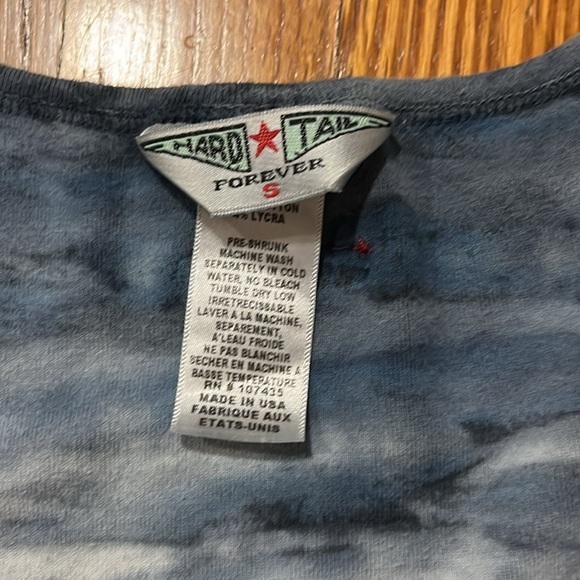 HARD TAIL
FOREVER
S
% LYCRA
PRE-SHRUNK
MACHINE WASH
SEPARATELY IN COLD
WATER, NO BLEACH
TUMBLE DRY LOW
IRRETRECISSABLE
LAVER A LA MACHINE,
SEPAREMENT,
A'LEAU FROIDE
NE PAS BLANCHIR
SECHER EN MACHINE A
BASSE TEMPERATURE
RN # 107435
MADE IN USA
FABRIQUE AUX
ETATS-UNIS